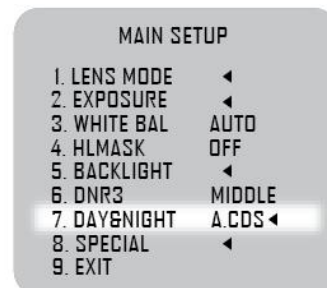 MAIN SETUP
1. LENS MODE ◄
2. EXPOSURE ◄
3. WHITE BAL AUTO
4. HLMASK OFF
5. BACKLIGHT ◄
6. DNR3 MIDDLE
7. DAY&NIGHT A.CDS◄
8. SPECIAL ◄
9. EXIT